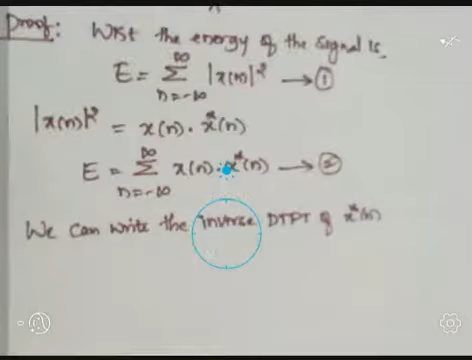 Proof: WKT the energy of the signal is
E = ∑ |x(n)|² → ①
n=-∞ ∞
|x(n)|² = x(n) · x*(n)
E = ∑ x(n) · x*(n) → ②
n=-∞ ∞
We can write the inverse DTFT of x*(n)